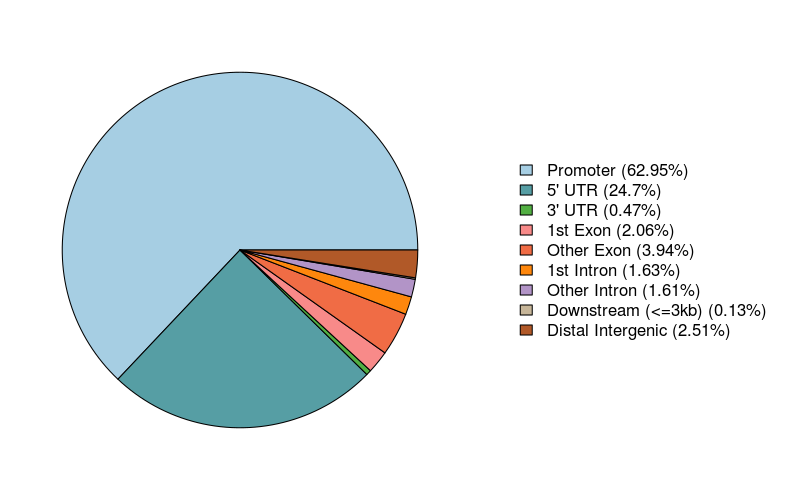 Promoter (62.95%)
5' UTR (24.7%)
3' UTR (0.47%)
1st Exon (2.06%)
Other Exon (3.94%)
1st Intron (1.63%)
Other Intron (1.61%)
Downstream (<=3kb) (0.13%)
Distal Intergenic (2.51%)